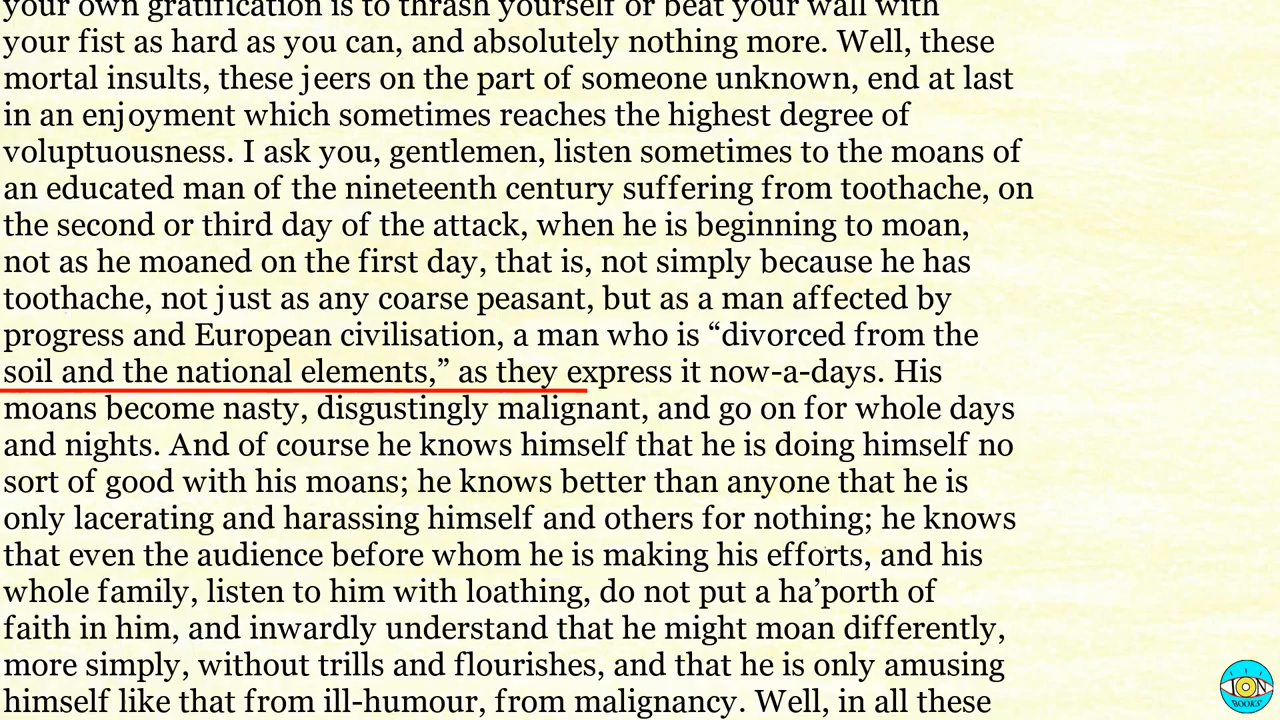 your own gratification is to thrash yourself or beat your wall with
your fist as hard as you can, and absolutely nothing more. Well, these
mortal insults, these jeers on the part of someone unknown, end at last
in an enjoyment which sometimes reaches the highest degree of
voluptuousness. I ask you, gentlemen, listen sometimes to the moans of
an educated man of the nineteenth century suffering from toothache, on
the second or third day of the attack, when he is beginning to moan,
not as he moaned on the first day, that is, not simply because he has
toothache, not just as any coarse peasant, but as a man affected by
progress and European civilisation, a man who is “divorced from the
soil and the national elements,” as they express it now-a-days. His
moans become nasty, disgustingly malignant, and go on for whole days
and nights. And of course he knows himself that he is doing himself no
sort of good with his moans; he knows better than anyone that he is
only lacerating and harassing himself and others for nothing; he knows
that even the audience before whom he is making his efforts, and his
whole family, listen to him with loathing, do not put a ha’porth of
faith in him, and inwardly understand that he might moan differently,
more simply, without trills and flourishes, and that he is only amusing
himself like that from ill-humour, from malignancy. Well, in all these
ION
BOOKS